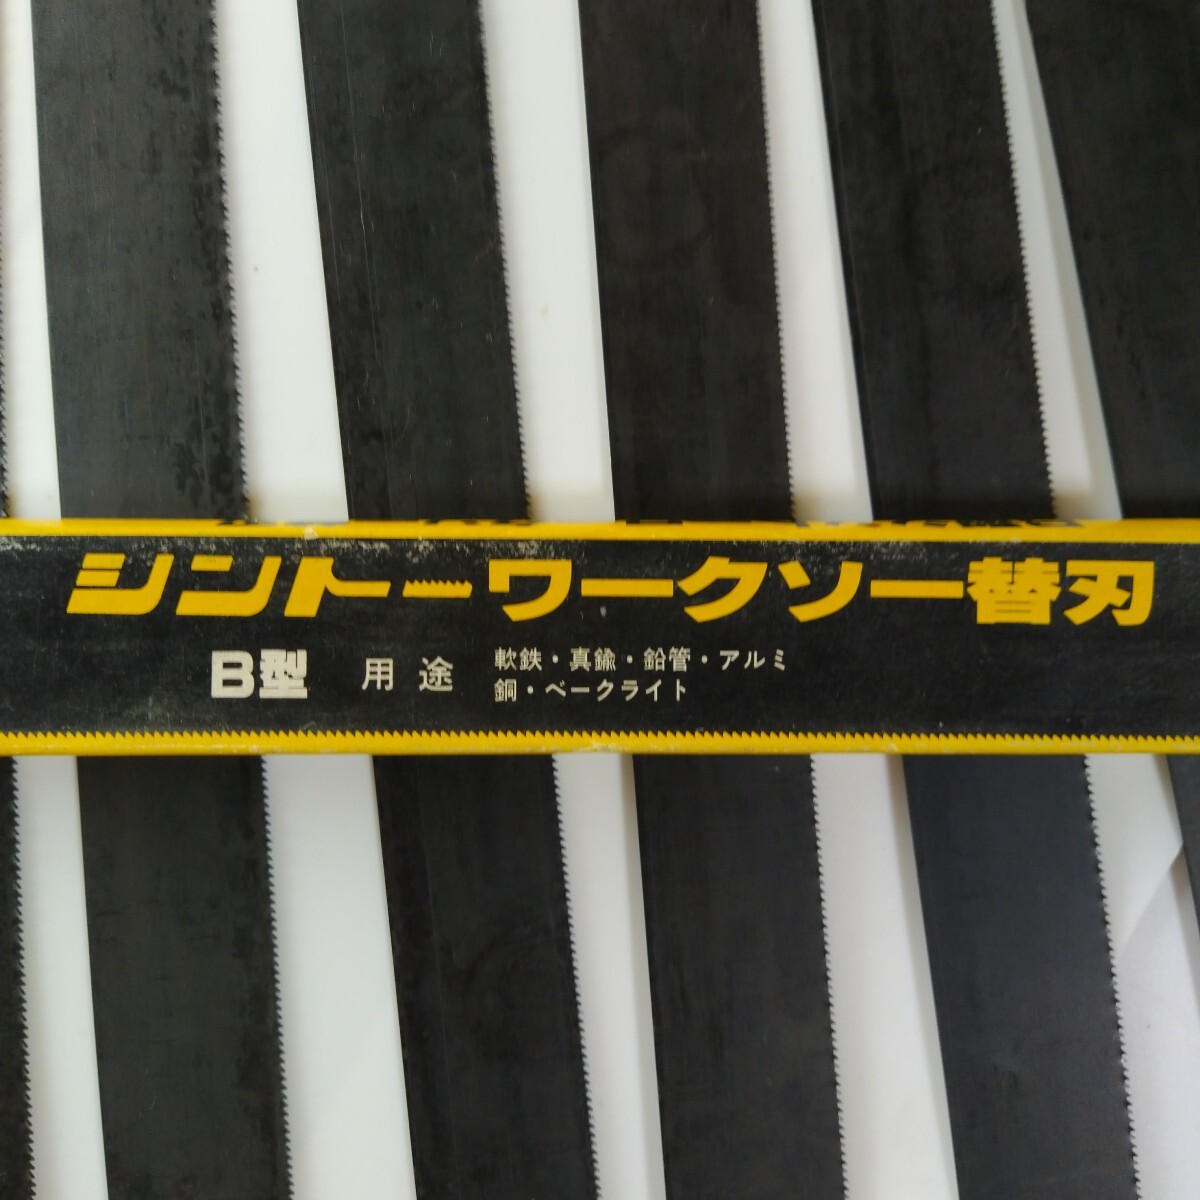 シントーワークソー替刃
B型 用途 軟鉄・真鍮・鉛管・アルミ
銅・ベークライト